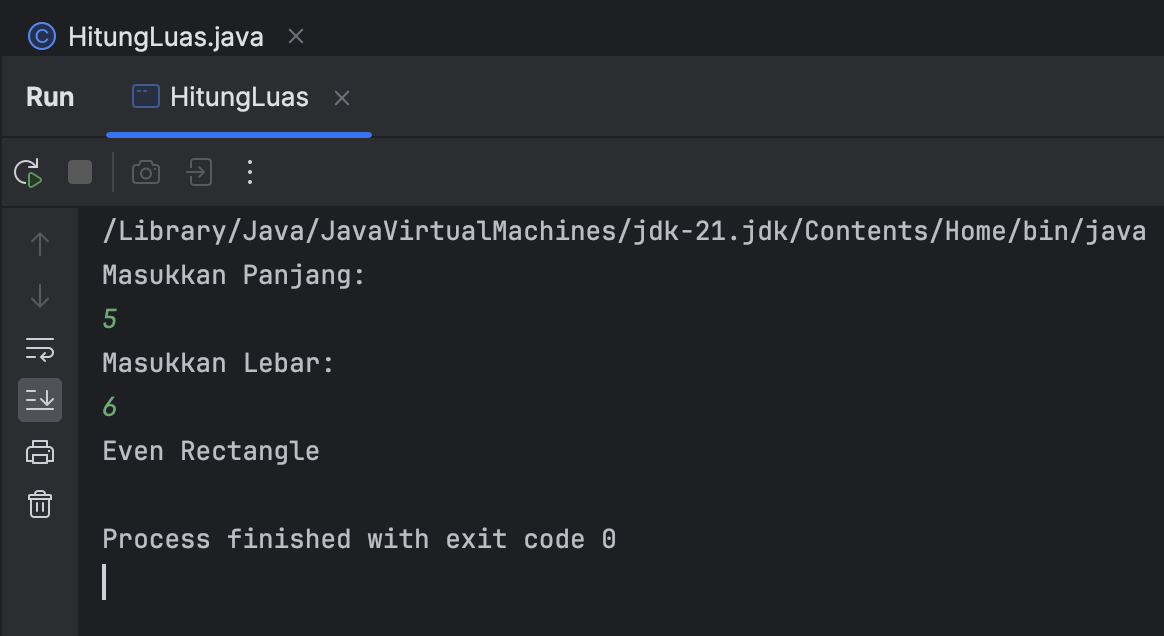 HitungLuas.java
Run HitungLuas
/Library/Java/JavaVirtualMachines/jdk-21.jdk/Contents/Home/bin/java
Masukkan Panjang:
5
Masukkan Lebar:
6
Even Rectangle
Process finished with exit code 0